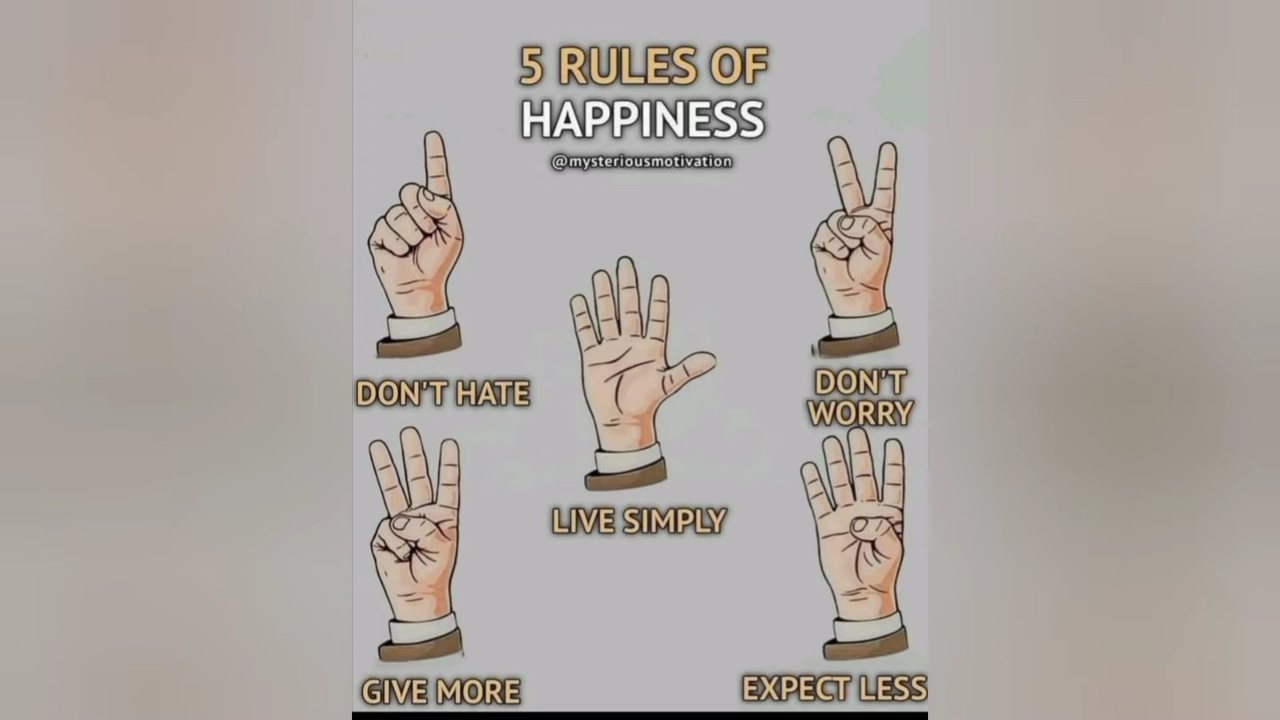 5 RULES OF
HAPPINESS
@mysteriousmotivation
DON'T HATE
DON'T
WORRY
LIVE SIMPLY
GIVE MORE
EXPECT LESS